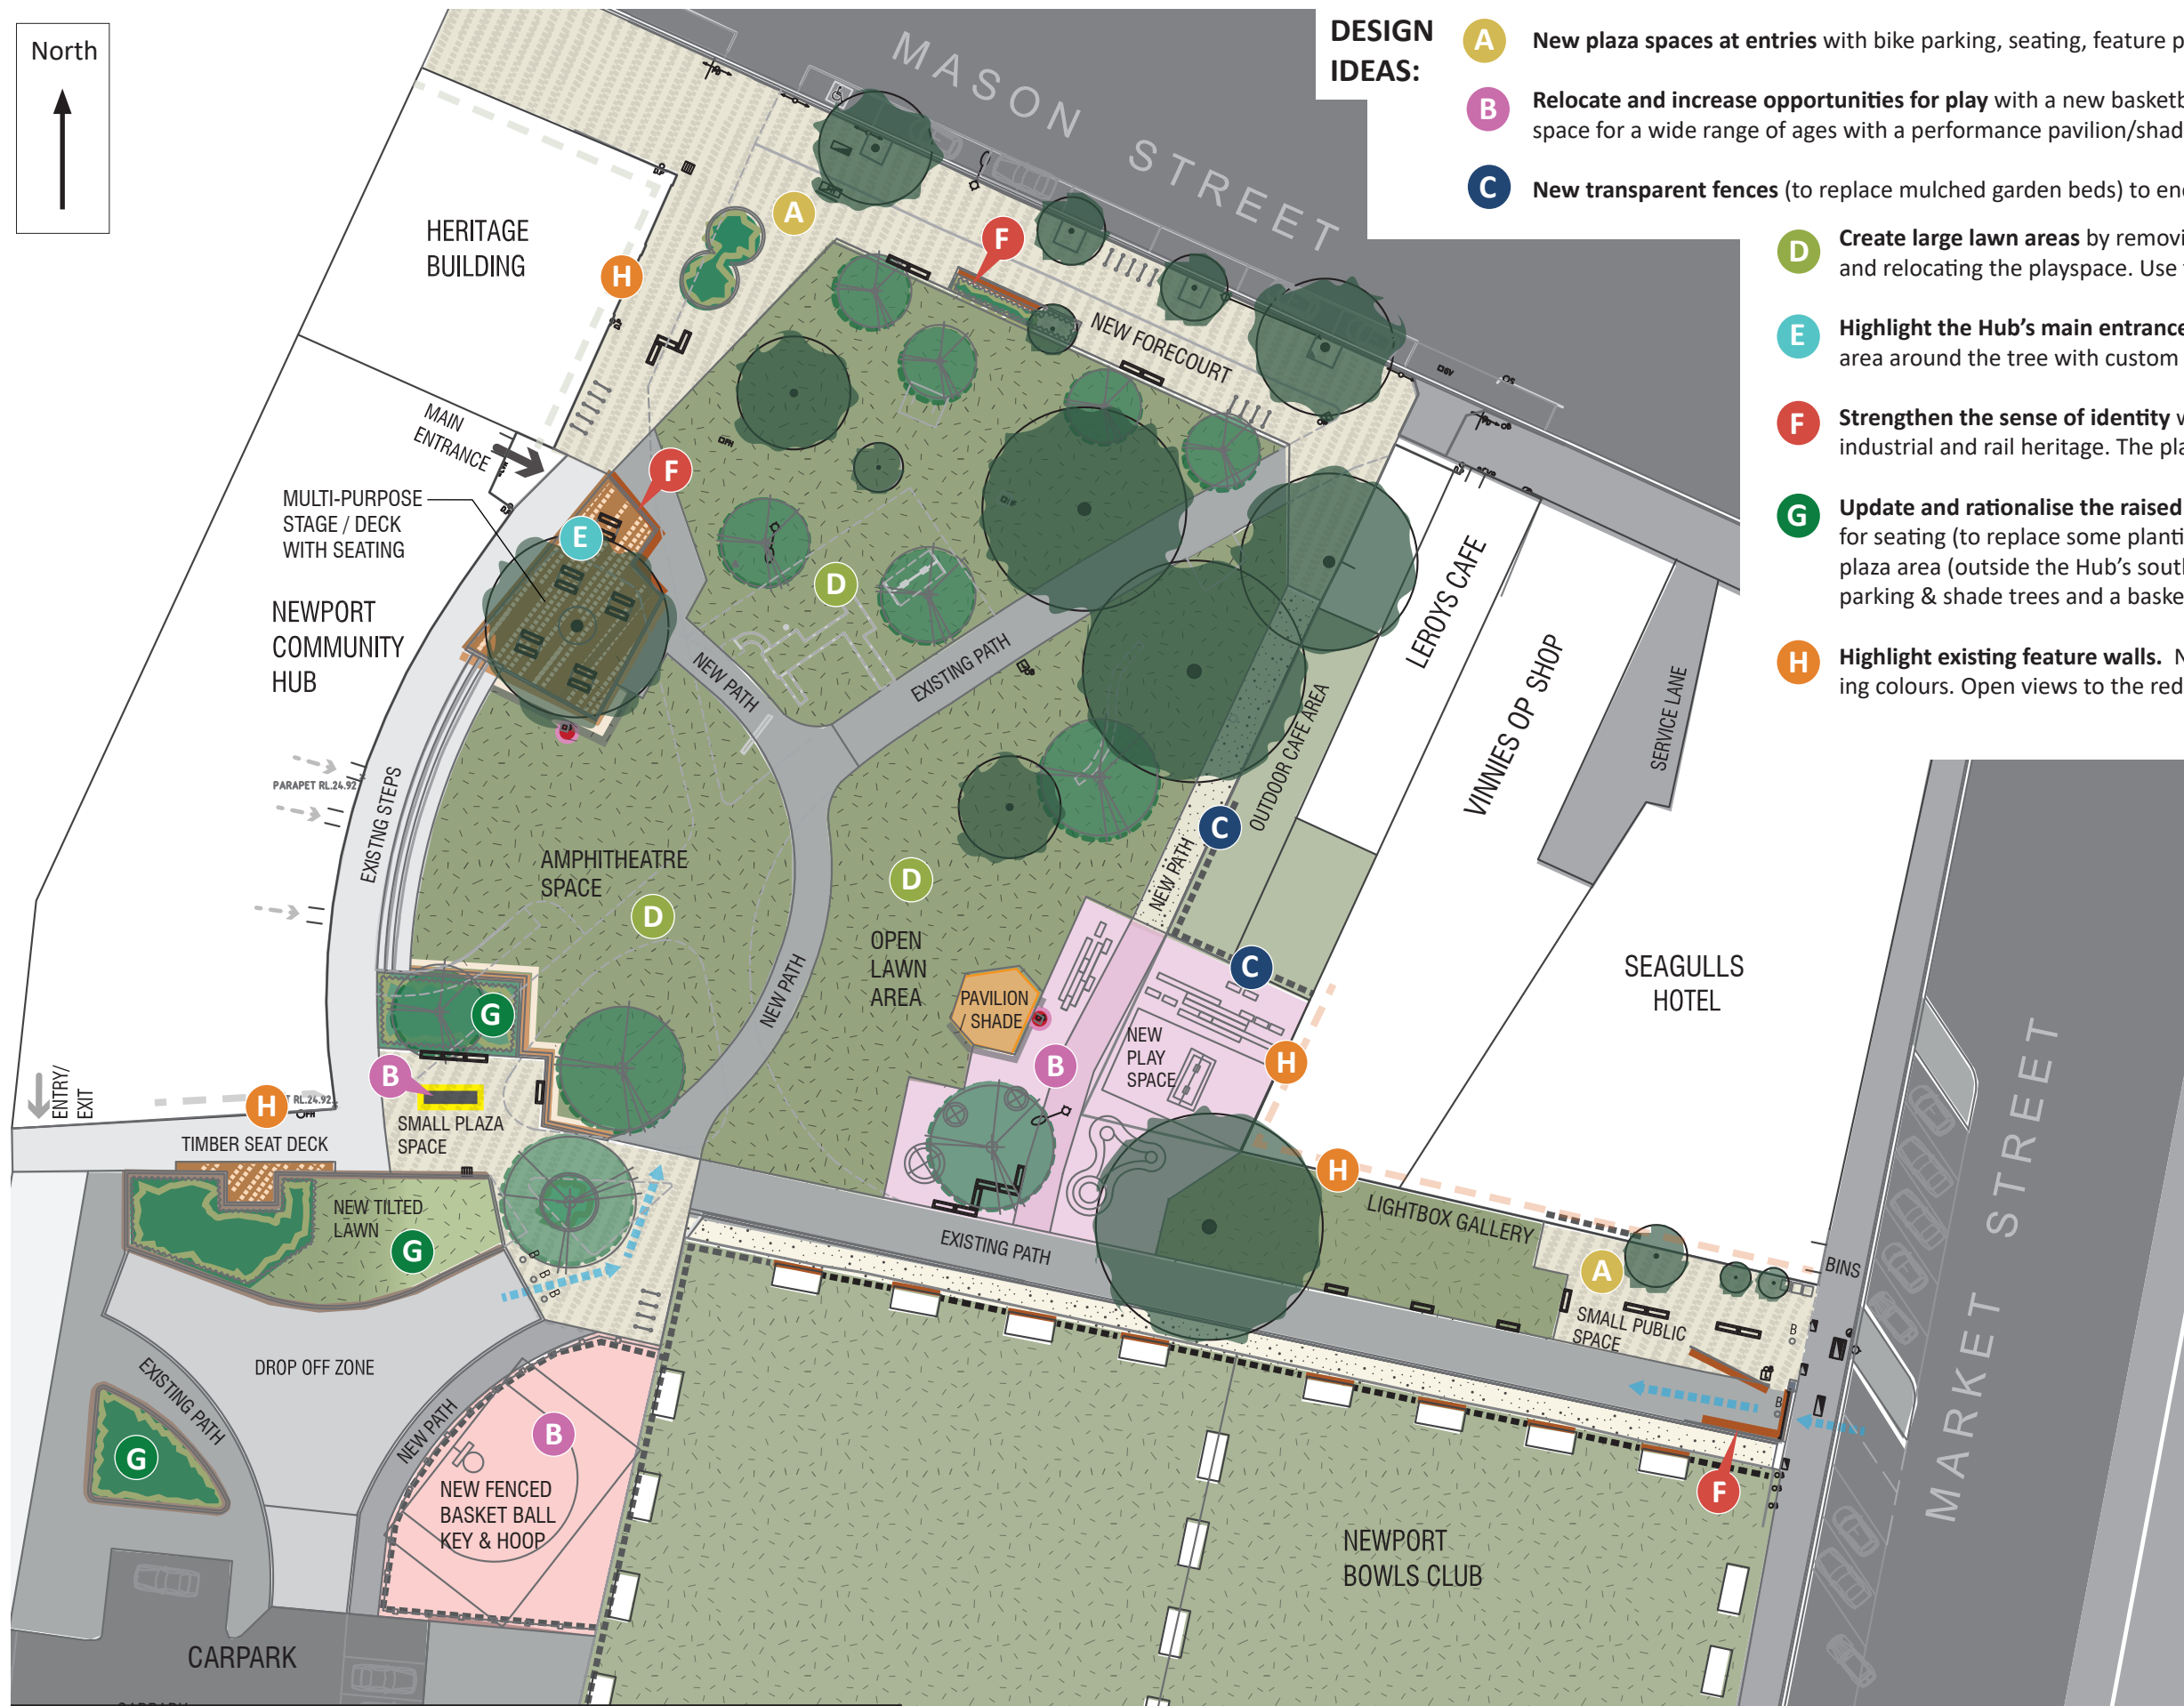 North
DESIGN
IDEAS:
A
New plaza spaces at entries with bike parking, seating, feature p
B
Relocate and increase opportunities for play with a new basketb
space for a wide range of ages with a performance pavilion/shad
C
New transparent fences (to replace mulched garden beds) to en
D
Create large lawn areas by removi
and relocating the playspace. Use
E
Highlight the Hub's main entrance
area around the tree with custom
F
Strengthen the sense of identity
industrial and rail heritage. The pla
G
Update and rationalise the raised
for seating (to replace some planti
plaza area (outside the Hub's south
parking & shade trees and a baske
H
Highlight existing feature walls. N
ing colours. Open views to the red
MASON STREET
HERITAGE
BUILDING
A
F
H
NEW FORECOURT
MAIN
ENTRANCE
F
MULTI-PURPOSE
STAGE / DECK
WITH SEATING
E
D
NEWPORT
COMMUNITY
HUB
NEW PATH
EXISTING PATH
LEROYS CAFE
VINNIES OP SHOP
SERVICE LANE
OUTDOOR CAFE AREA
PARAPET RL.24.92
EXISTING STEPS
C
NEW PATH
AMPHITHEATRE
SPACE
D
D
OPEN
LAWN
AREA
NEW PATH
C
SEAGULLS
HOTEL
G
PAVILION
/ SHADE
NEW
PLAY
SPACE
B
H
B
ENTRY/
EXIT
H
RL.24.92
SMALL PLAZA
SPACE
TIMBER SEAT DECK
H
NEW TILTED
LAWN
G
LIGHTBOX GALLERY
EXISTING PATH
A
BINS
SMALL PUBLIC
SPACE
B
B
B
B
B
DROP OFF ZONE
EXISTING PATH
NEW PATH
G
B
NEW FENCED
BASKET BALL
KEY & HOOP
F
MARKET STREET
NEWPORT
BOWLS CLUB
CARPARK